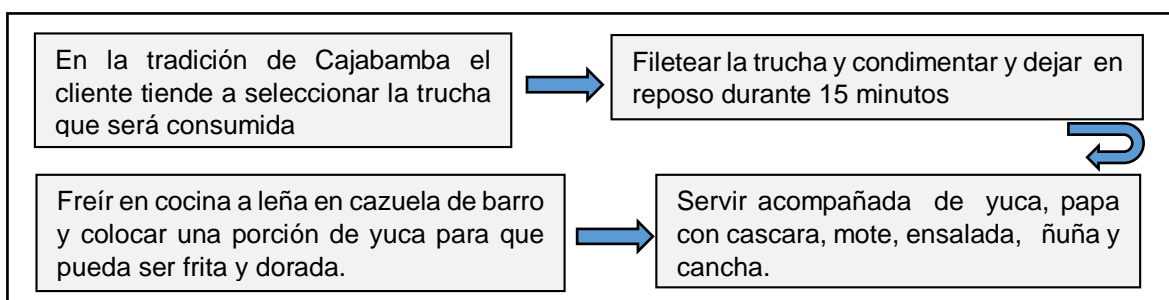 En la tradición de Cajabamba el
cliente tiende a seleccionar la trucha
que será consumida
Filetear la trucha y condimentar y dejar en
reposo durante 15 minutos
Freír en cocina a leña en cazuela de barro
y colocar una porción de yuca para que
pueda ser frita y dorada.
Servir acompañada de yuca, papa
con cascara, mote, ensalada, ñuña y
cancha.